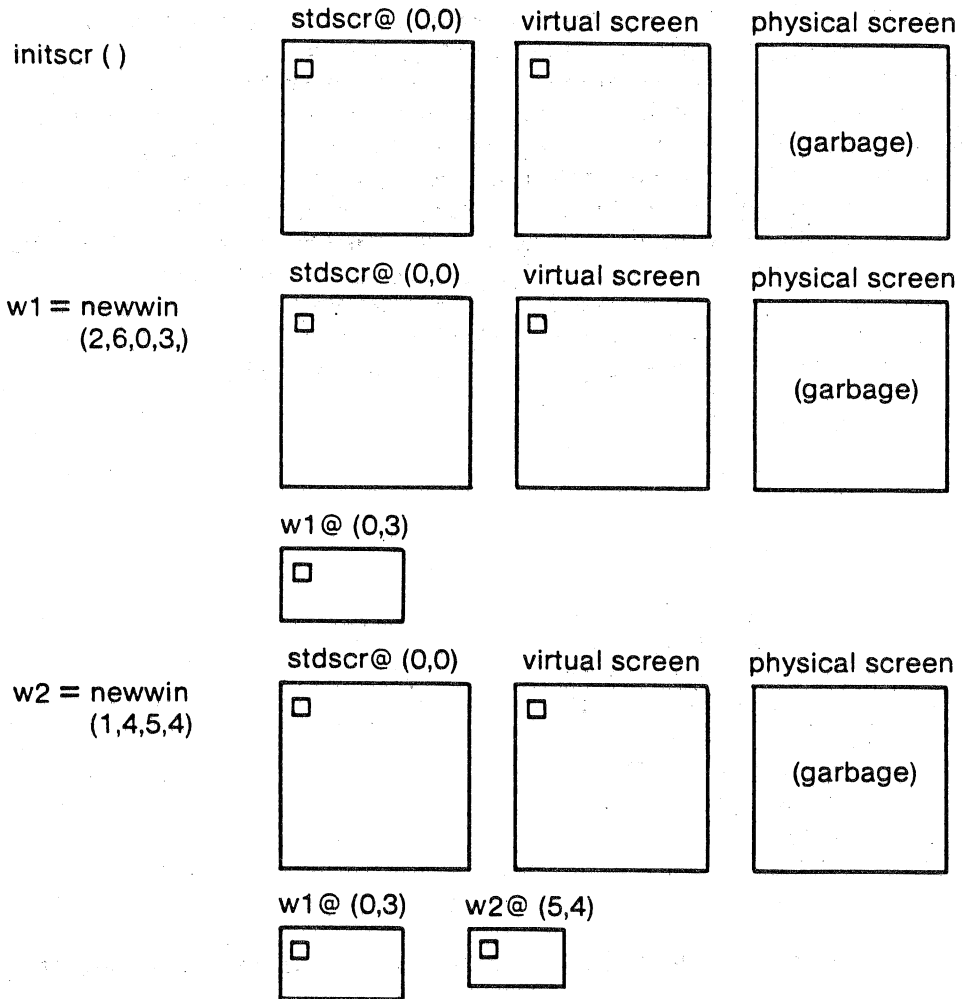 stdscr@ (0,0) virtual screen physical screen
initscr ( )
(garbage)
stdscr@ (0,0) virtual screen physical screen
w1 = newwin
(2,6,0,3,)
(garbage)
w1@ (0,3)
stdscr@ (0,0) virtual screen physical screen
w2 = newwin
(1,4,5,4)
(garbage)
w1@ (0,3) w2@ (5,4)